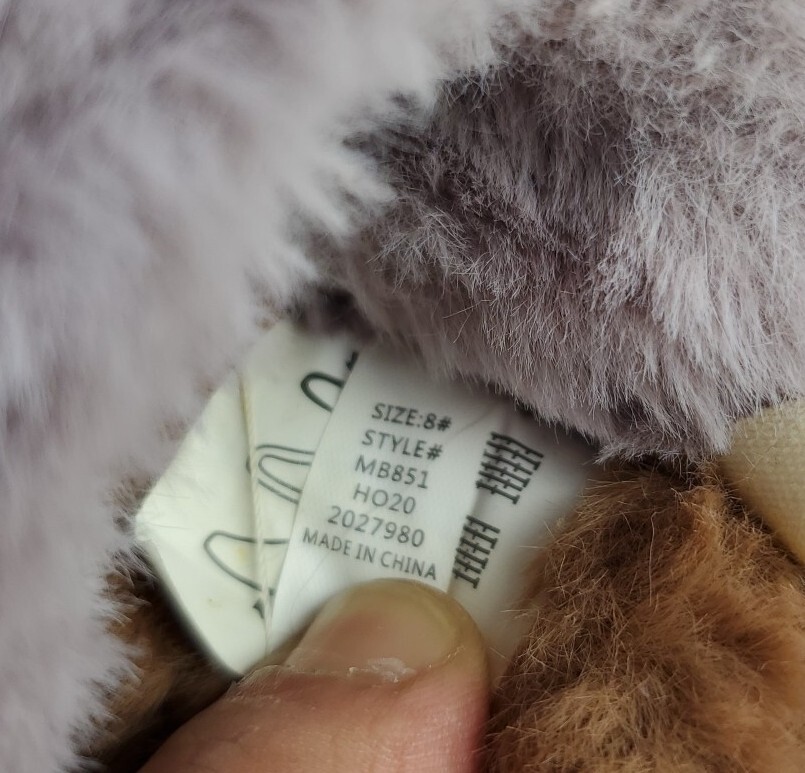 SIZE:8#
STYLE#
MB851
HO20
2027980
MADE IN CHINA